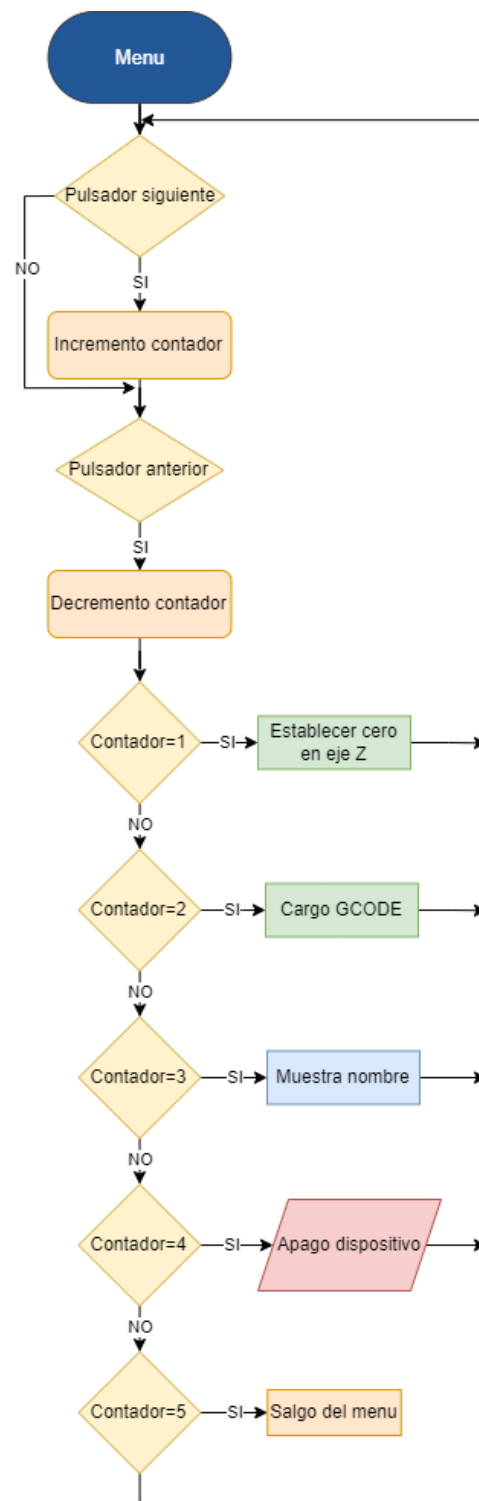 Menu
Pulsador siguiente
NO
SI
Incremento contador
Pulsador anterior
SI
Decremento contador
Contador=1
SI
Establecer cero
en eje Z
NO
Contador=2
SI
Cargo GCODE
NO
Contador=3
SI
Muestra nombre
NO
Contador=4
SI
Apago dispositivo
NO
Contador=5
SI
Salgo del menu